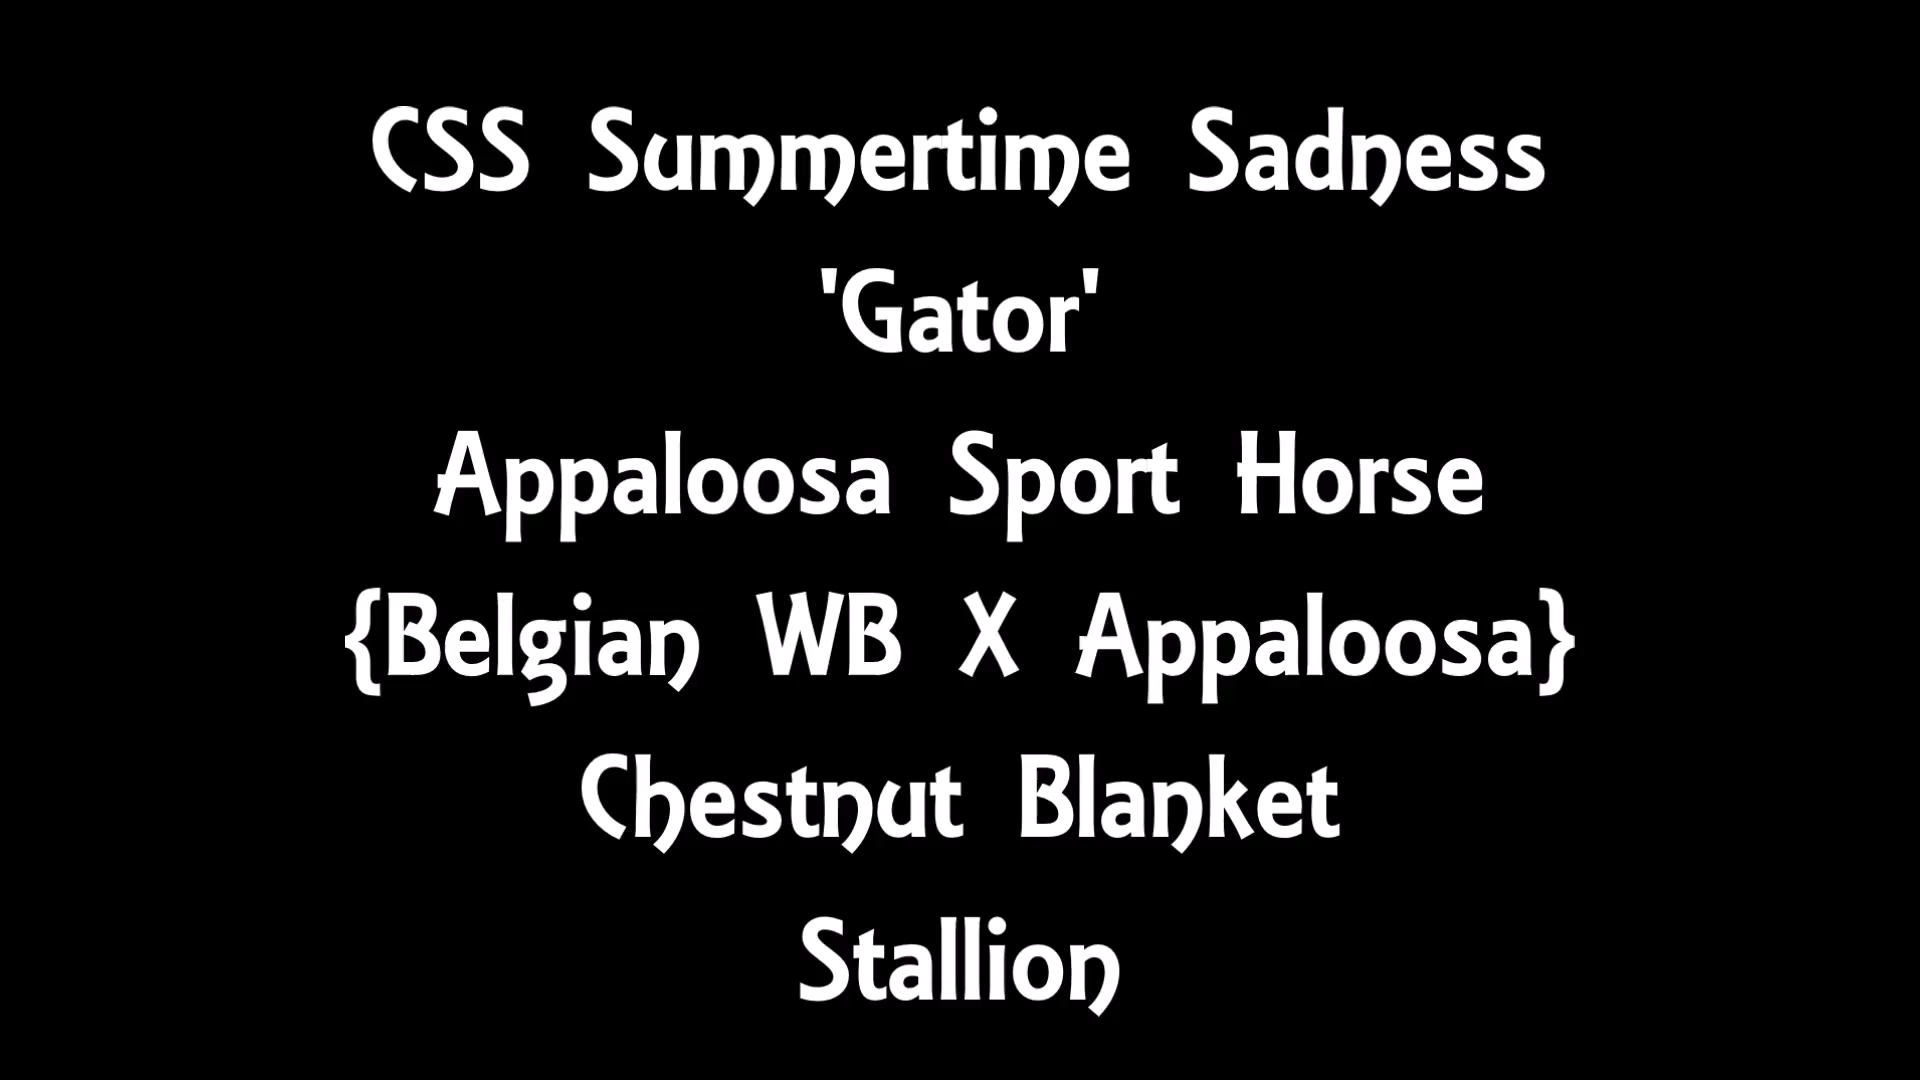 CSS Summertime Sadness
'Gator'
Appaloosa Sport Horse
{Belgian WB X Appaloosa}
Chestnut Blanket
Stallion